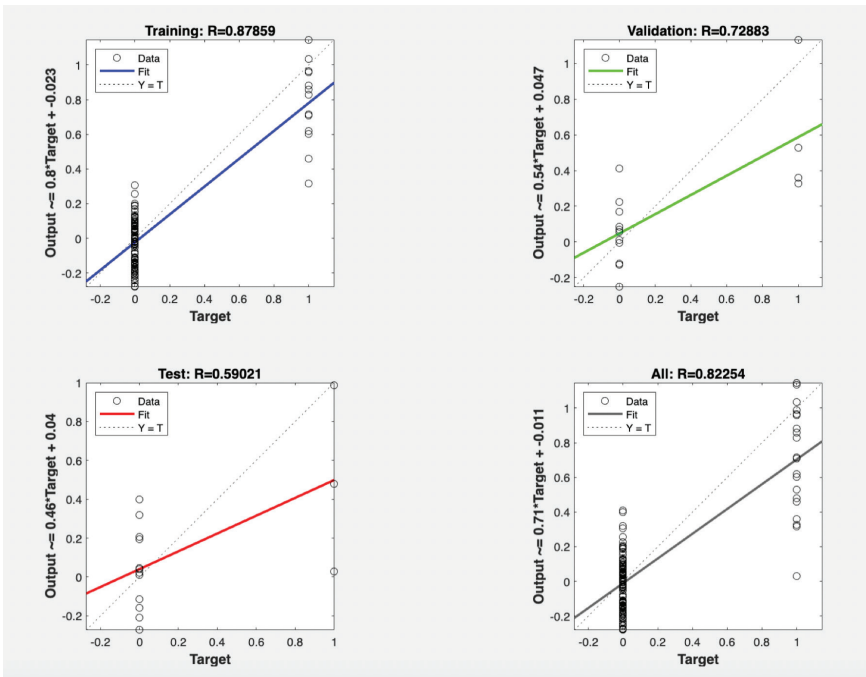 Training: R=0.87859
Output ~= 0.8*Target + -0.023
Data
Fit
Y = T
1
0.8
0.6
0.4
0.2
0
-0.2
-0.2 0 0.2 0.4 0.6 0.8 1
Target
Validation: R=0.72883
Output ~= 0.54*Target + 0.047
Data
Fit
Y = T
1
0.8
0.6
0.4
0.2
0
-0.2
-0.2 0 0.2 0.4 0.6 0.8 1
Target
Test: R=0.59021
Output ~= 0.46*Target + 0.04
Data
Fit
Y = T
1
0.8
0.6
0.4
0.2
0
-0.2
-0.2 0 0.2 0.4 0.6 0.8 1
Target
All: R=0.82254
Output ~= 0.71*Target + -0.011
Data
Fit
Y = T
1
0.8
0.6
0.4
0.2
0
-0.2
-0.2 0 0.2 0.4 0.6 0.8 1
Target